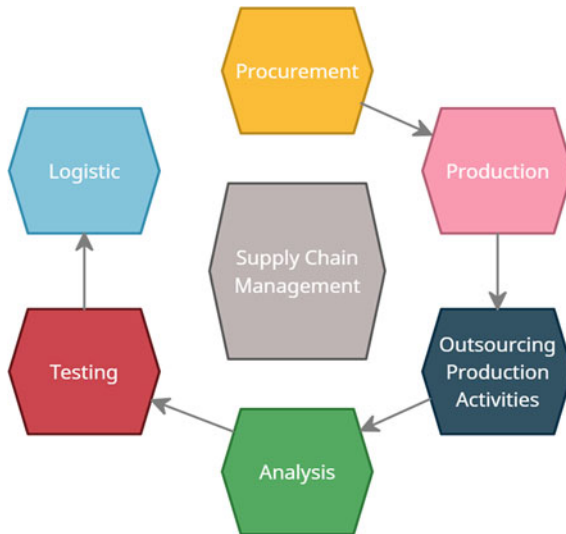 Procurement
Production
Logistic
Supply Chain
Management
Outsourcing
Production
Activities
Testing
Analysis